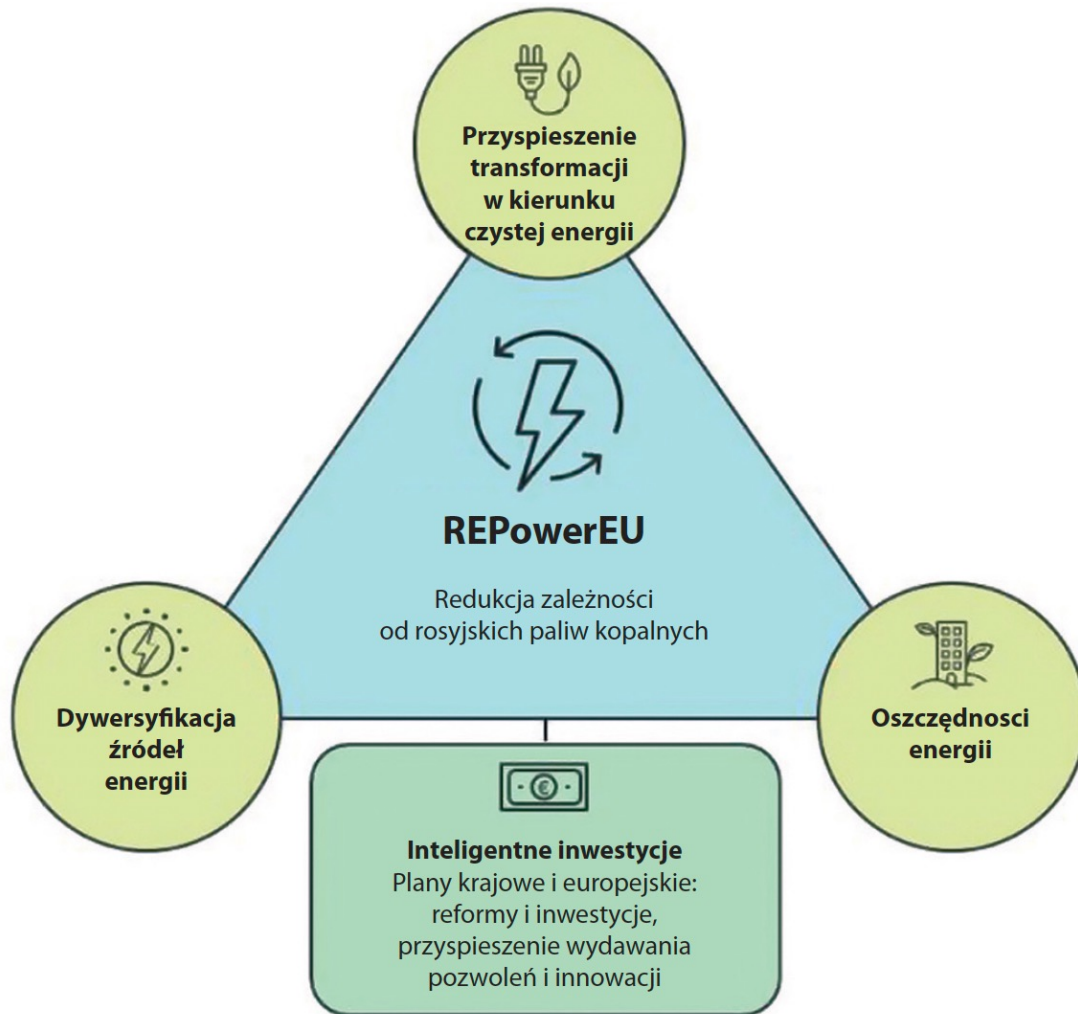 Przyspieszenie
transformacji
w kierunku
czystej energii
REPowerEU
Redukcja zależności
od rosyjskich paliw kopalnych
Dywersyfikacja
źródeł
energii
Oszczędnosci
energii
€
Inteligentne inwestycje
Plany krajowe i europejskie:
reformy i inwestycje,
przyspieszenie wydawania
pozwoleń i innowacji